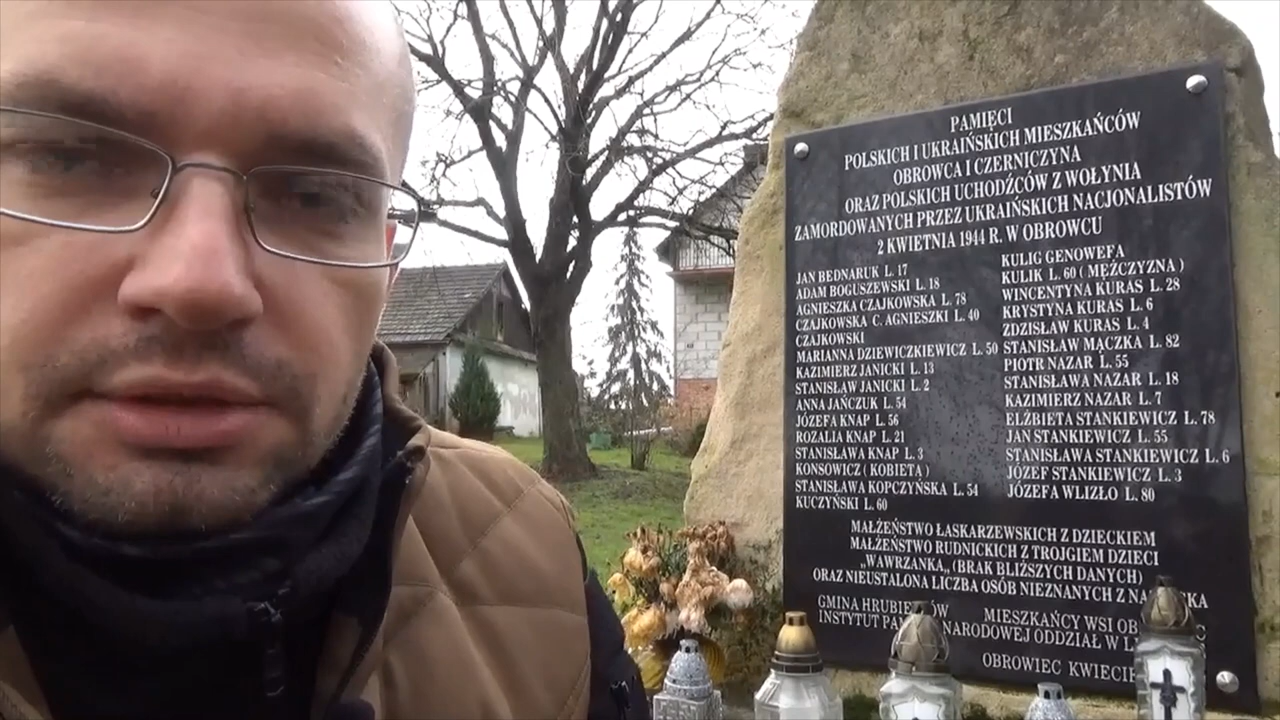 PAMIĘCI
POLSKICH I UKRAIŃSKICH MIESZKAŃCÓW
OBROWCA I CZERNICZYNA
ORAZ POLSKICH UCHODŹCÓW Z WOŁYNIA
ZAMORDOWANYCH PRZEZ UKRAIŃSKICH NACJONALISTÓW
2 KWIETNIA 1944 R. W OBROWCU
JAN BEDNARUK L. 17
ADAM BOGUSZEWSKI L. 18
AGNIESZKA CZAJKOWSKA L. 78
CZAJKOWSKA C. AGNIESZKI L. 40
CZAJKOWSKI
MARIANNA DZIEWICZKIEWICZ L. 50
KAZIMIERZ JANICKI L. 13
STANISŁAW JANICKI L. 2
ANNA JAŃCZUK L. 54
JÓZEFA KNAP L. 56
ROZALIA KNAP L. 21
STANISŁAWA KNAP L. 3
KONSOWICZ ( KOBIETA )
STANISŁAWA KOPCZYŃSKA L. 54
KUCZYŃSKI L. 60
KULIG GENOWEFA
KULIK L. 60 ( MĘŻCZYZNA )
WINCENTYNA KURAS L. 28
KRYSTYNA KURAS L. 6
ZDZISŁAW KURAS L. 4
STANISŁAW MĄCZKA L. 82
PIOTR NAZAR L. 55
STANISŁAWA NAZAR L. 18
KAZIMIERZ NAZAR L. 7
ELŻBIETA STANKIEWICZ L. 78
JAN STANKIEWICZ L. 55
STANISŁAWA STANKIEWICZ L. 6
JÓZEF STANKIEWICZ L. 3
JÓZEFA WLIZŁO L. 80
MAŁŻEŃSTWO ŁASKARZEWSKICH Z DZIECKIEM
MAŁŻEŃSTWO RUDNICKICH Z TROJGIEM DZIECI
„WAWRZANKA„ (BRAK BLIŻSZYCH DANYCH)
ORAZ NIEUSTALONA LICZBA OSÓB NIEZNANYCH Z
GMINA MIESZKAŃCY WSI
INSTYTUT NARODOWEJ ODDZIAŁ W
OBROWIEC